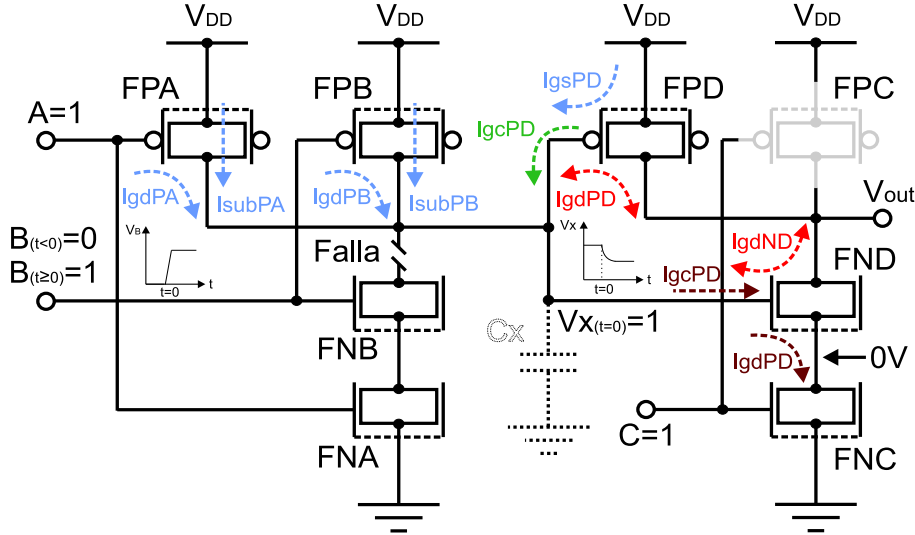 VDD VDD VDD VDD
FPA FPB FPD FPC
A=1
IgsPD
IgcPD
IgdPA IsubPA IgdPB IsubPB IgdPD
Vout
B(t<0)=0
B(t≥0)=1
VB
t=0
t
Falla
Vx
t=0
t
IgdND
FND
IgcPD
Vx(t=0)=1
Cx
FNB
IgdPD
0V
C=1
FNA
FNC